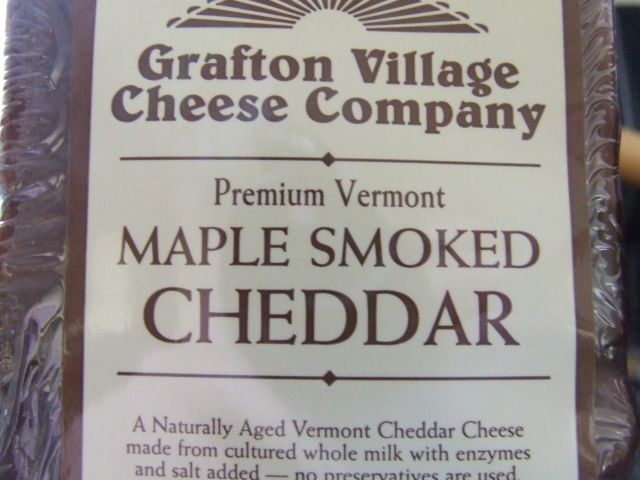 Grafton Village
Cheese Company
Premium Vermont
MAPLE SMOKED
CHEDDAR
A Naturally Aged Vermont Cheddar Cheese
made from cultured whole milk with enzymes
and salt added — no preservatives are used.